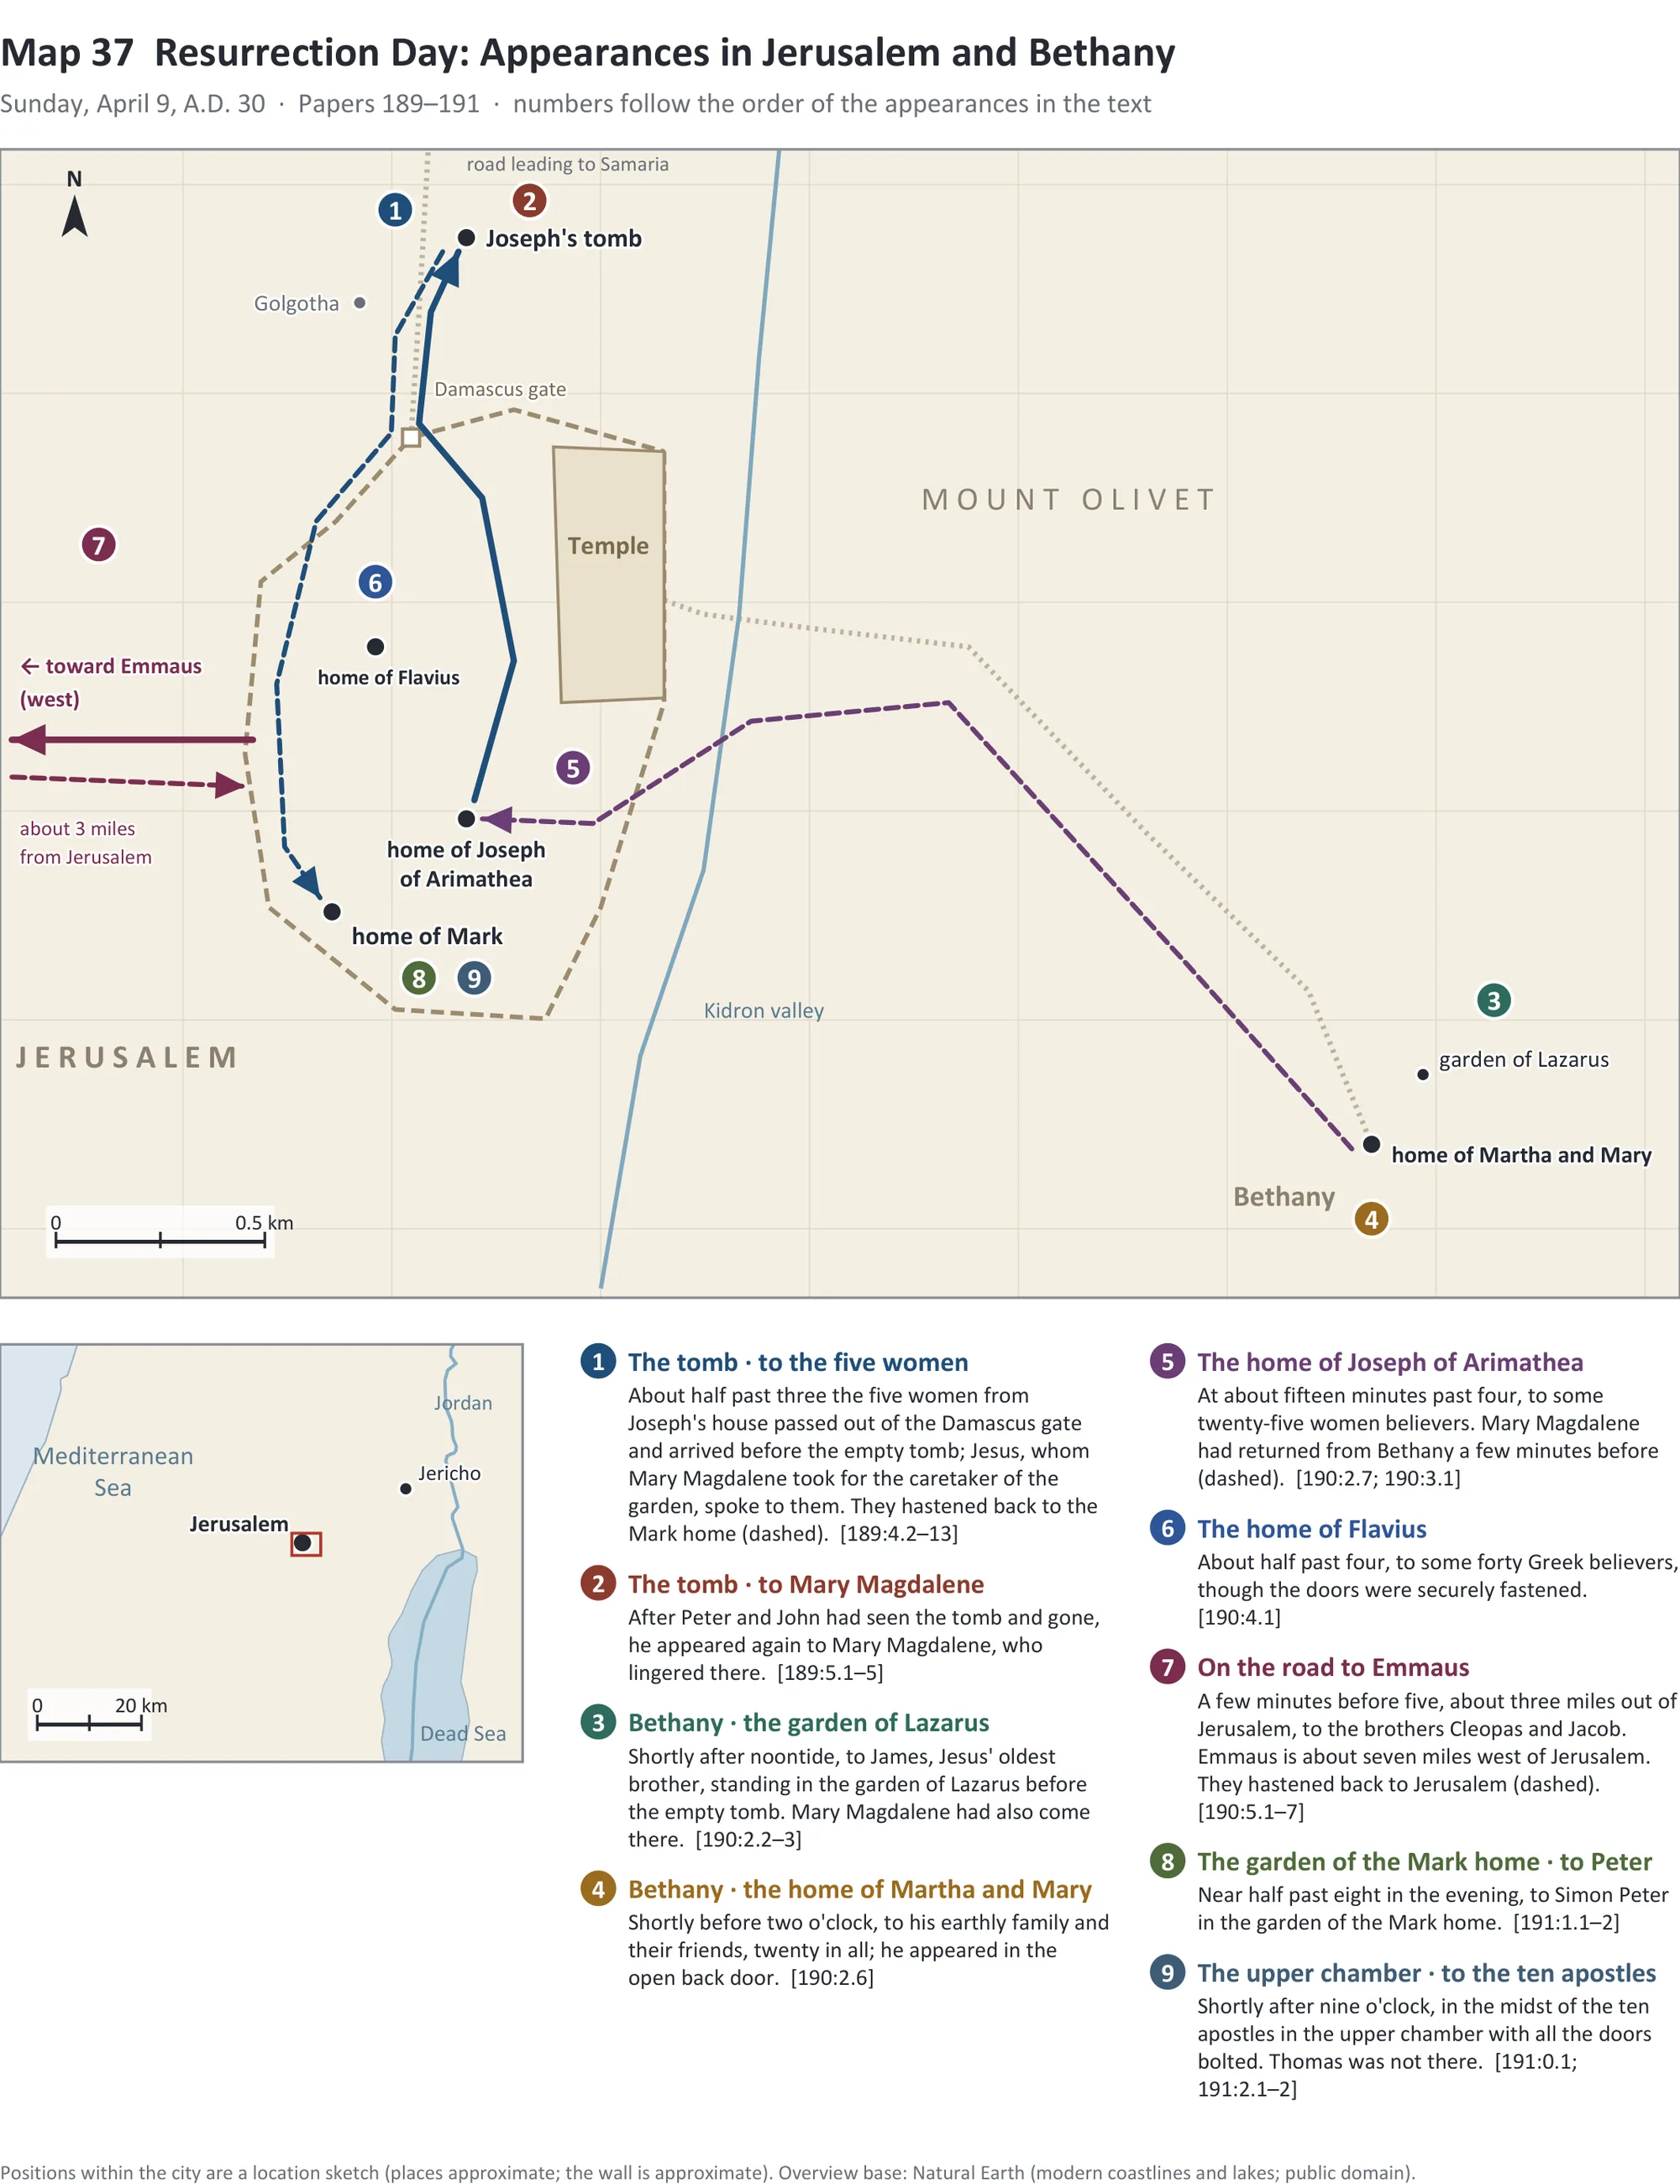 Map 37  Resurrection Day: Appearances in Jerusalem and Bethany
Sunday, April 9, A.D. 30 · Papers 189–191 · numbers follow the order of the appearances in the text
N
road leading to Samaria
1
2
Joseph's tomb
Golgotha
Damascus gate
MOUNT OLIVET
7
Temple
6
← toward Emmaus
(west)
home of Flavius
5
about 3 miles
from Jerusalem
home of Joseph
of Arimathea
home of Mark
8 9
Kidron valley
3
JERUSALEM
garden of Lazarus
home of Martha and Mary
Bethany
4
0 0.5 km
Jordan
Mediterranean
Sea
Jericho
Jerusalem
0 20 km
Dead Sea
1 The tomb · to the five women
About half past three the five women from
Joseph's house passed out of the Damascus gate
and arrived before the empty tomb; Jesus, whom
Mary Magdalene took for the caretaker of the
garden, spoke to them. They hastened back to the
Mark home (dashed). [189:4.2–13]
2 The tomb · to Mary Magdalene
After Peter and John had seen the tomb and gone,
he appeared again to Mary Magdalene, who
lingered there. [189:5.1–5]
3 Bethany · the garden of Lazarus
Shortly after noontide, to James, Jesus' oldest
brother, standing in the garden of Lazarus before
the empty tomb. Mary Magdalene had also come
there. [190:2.2–3]
4 Bethany · the home of Martha and Mary
Shortly before two o'clock, to his earthly family and
their friends, twenty in all; he appeared in the
open back door. [190:2.6]
5 The home of Joseph of Arimathea
At about fifteen minutes past four, to some
twenty-five women believers. Mary Magdalene
had returned from Bethany a few minutes before
(dashed). [190:2.7; 190:3.1]
6 The home of Flavius
About half past four, to some forty Greek believers,
though the doors were securely fastened.
[190:4.1]
7 On the road to Emmaus
A few minutes before five, about three miles out of
Jerusalem, to the brothers Cleopas and Jacob.
Emmaus is about seven miles west of Jerusalem.
They hastened back to Jerusalem (dashed).
[190:5.1–7]
8 The garden of the Mark home · to Peter
Near half past eight in the evening, to Simon Peter
in the garden of the Mark home. [191:1.1–2]
9 The upper chamber · to the ten apostles
Shortly after nine o'clock, in the midst of the ten
apostles in the upper chamber with all the doors
bolted. Thomas was not there. [191:0.1;
191:2.1–2]
Positions within the city are a location sketch (places approximate; the wall is approximate). Overview base: Natural Earth (modern coastlines and lakes; public domain).